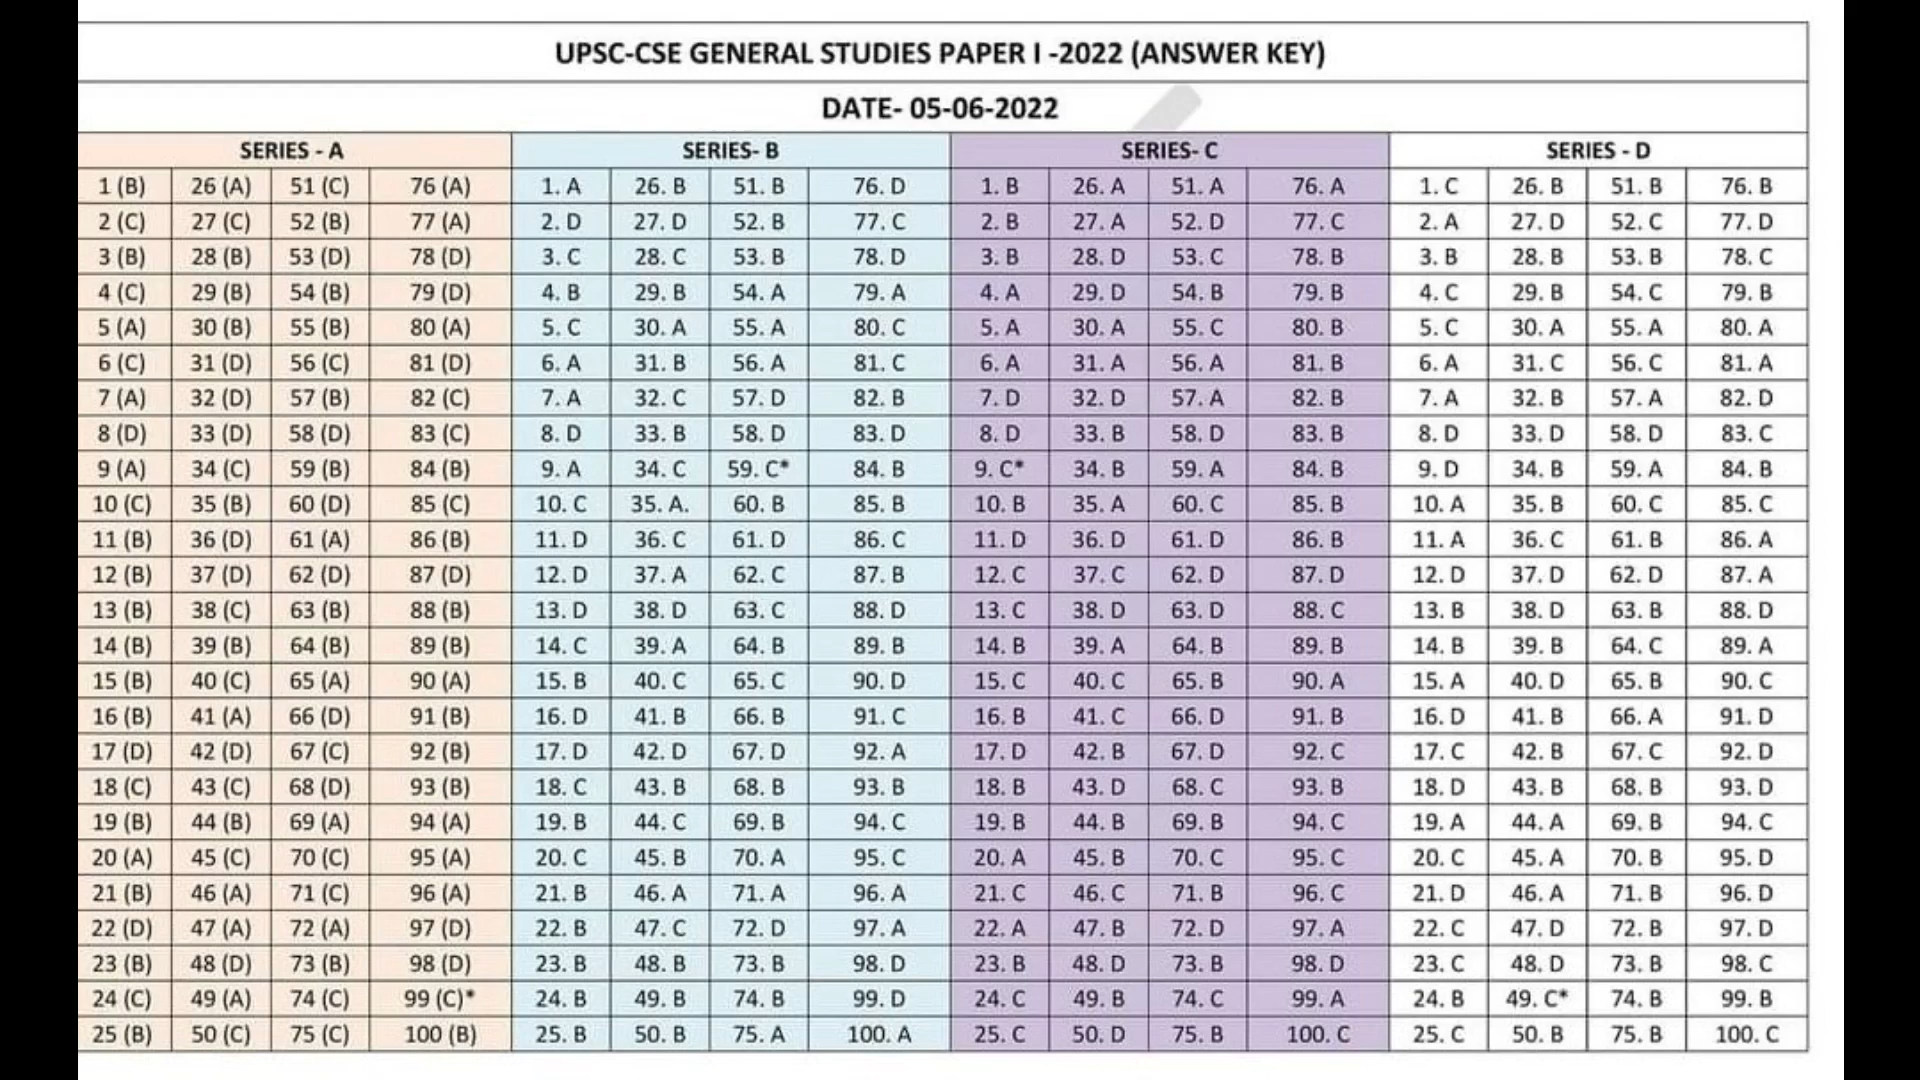 UPSC-CSE GENERAL STUDIES PAPER I -2022 (ANSWER KEY)
DATE- 05-06-2022
SERIES - A SERIES- B SERIES- C SERIES - D
1 (B) 26 (A) 51 (C) 76 (A) 1. A 26. B 51. B 76. D 1. B 26. A 51. A 76. A 1. C 26. B 51. B 76. B
2 (C) 27 (C) 52 (B) 77 (A) 2. D 27. D 52. B 77. C 2. B 27. A 52. D 77. C 2. A 27. D 52. C 77. D
3 (B) 28 (B) 53 (D) 78 (D) 3. C 28. C 53. B 78. D 3. B 28. D 53. C 78. B 3. B 28. B 53. B 78. C
4 (C) 29 (B) 54 (B) 79 (D) 4. B 29. B 54. A 79. A 4. A 29. D 54. B 79. B 4. C 29. B 54. C 79. B
5 (A) 30 (B) 55 (B) 80 (A) 5. C 30. A 55. A 80. C 5. A 30. A 55. C 80. B 5. C 30. A 55. A 80. A
6 (C) 31 (D) 56 (C) 81 (D) 6. A 31. B 56. A 81. C 6. A 31. A 56. A 81. B 6. A 31. C 56. C 81. A
7 (A) 32 (D) 57 (B) 82 (C) 7. A 32. C 57. D 82. B 7. D 32. D 57. A 82. B 7. A 32. B 57. A 82. D
8 (D) 33 (D) 58 (D) 83 (C) 8. D 33. B 58. D 83. D 8. D 33. B 58. D 83. B 8. D 33. D 58. D 83. C
9 (A) 34 (C) 59 (B) 84 (B) 9. A 34. C 59. C* 84. B 9. C* 34. B 59. A 84. B 9. D 34. B 59. A 84. B
10 (C) 35 (B) 60 (D) 85 (C) 10. C 35. A. 60. B 85. B 10. B 35. A 60. C 85. B 10. A 35. B 60. C 85. C
11 (B) 36 (D) 61 (A) 86 (B) 11. D 36. C 61. D 86. C 11. D 36. D 61. D 86. B 11. A 36. C 61. B 86. A
12 (B) 37 (D) 62 (D) 87 (D) 12. D 37. A 62. C 87. B 12. C 37. C 62. D 87. D 12. D 37. D 62. D 87. A
13 (B) 38 (C) 63 (B) 88 (B) 13. D 38. D 63. C 88. D 13. C 38. D 63. D 88. C 13. B 38. D 63. B 88. D
14 (B) 39 (B) 64 (B) 89 (B) 14. C 39. A 64. B 89. B 14. B 39. A 64. B 89. B 14. B 39. B 64. C 89. A
15 (B) 40 (C) 65 (A) 90 (A) 15. B 40. C 65. C 90. D 15. C 40. C 65. B 90. A 15. A 40. D 65. B 90. C
16 (B) 41 (A) 66 (D) 91 (B) 16. D 41. B 66. B 91. C 16. B 41. C 66. D 91. B 16. D 41. B 66. A 91. D
17 (D) 42 (D) 67 (C) 92 (B) 17. D 42. D 67. D 92. A 17. D 42. B 67. D 92. C 17. C 42. B 67. C 92. D
18 (C) 43 (C) 68 (D) 93 (B) 18. C 43. B 68. B 93. B 18. B 43. D 68. C 93. B 18. D 43. B 68. B 93. D
19 (B) 44 (B) 69 (A) 94 (A) 19. B 44. C 69. B 94. C 19. B 44. B 69. B 94. C 19. A 44. A 69. B 94. C
20 (A) 45 (C) 70 (C) 95 (A) 20. C 45. B 70. A 95. C 20. A 45. B 70. C 95. C 20. C 45. A 70. B 95. D
21 (B) 46 (A) 71 (C) 96 (A) 21. B 46. A 71. A 96. A 21. C 46. C 71. B 96. C 21. D 46. A 71. B 96. D
22 (D) 47 (A) 72 (A) 97 (D) 22. B 47. C 72. D 97. A 22. A 47. B 72. D 97. A 22. C 47. D 72. B 97. D
23 (B) 48 (D) 73 (B) 98 (D) 23. B 48. B 73. B 98. D 23. B 48. D 73. B 98. D 23. C 48. D 73. B 98. C
24 (C) 49 (A) 74 (C) 99 (C)* 24. B 49. B 74. B 99. D 24. C 49. B 74. C 99. A 24. B 49. C* 74. B 99. B
25 (B) 50 (C) 75 (C) 100 (B) 25. B 50. B 75. A 100. A 25. C 50. D 75. B 100. C 25. C 50. B 75. B 100. C